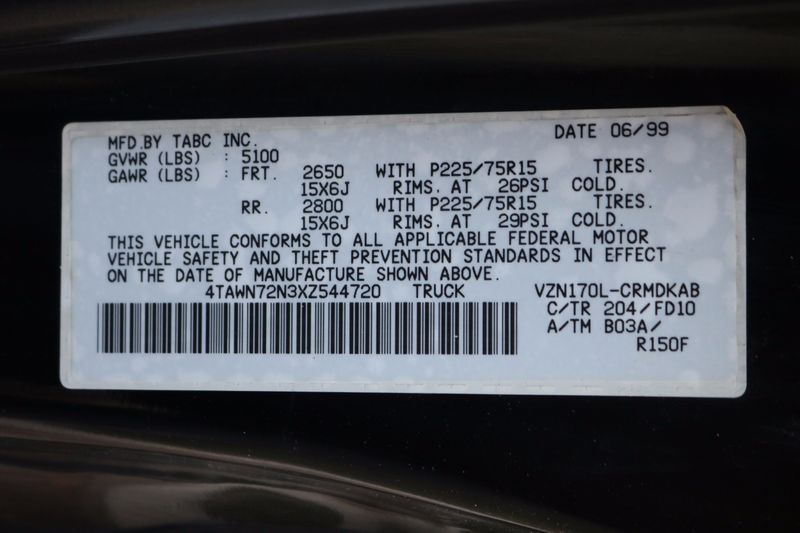 MFD.BY TABC INC. DATE 06/99
GVWR (LBS) : 5100
GAWR (LBS) : FRT. 2650 WITH P225/75R15 TIRES.
15X6J RIMS. AT 26PSI COLD.
RR. 2800 WITH P225/75R15 TIRES.
15X6J RIMS. AT 29PSI COLD.
THIS VEHICLE CONFORMS TO ALL APPLICABLE FEDERAL MOTOR
VEHICLE SAFETY AND THEFT PREVENTION STANDARDS IN EFFECT
ON THE DATE OF MANUFACTURE SHOWN ABOVE.
4TAWN72N3XZ544720 TRUCK VZN170L-CRMDKAB
C/TR 204/FD10
A/TM B03A/
R150F